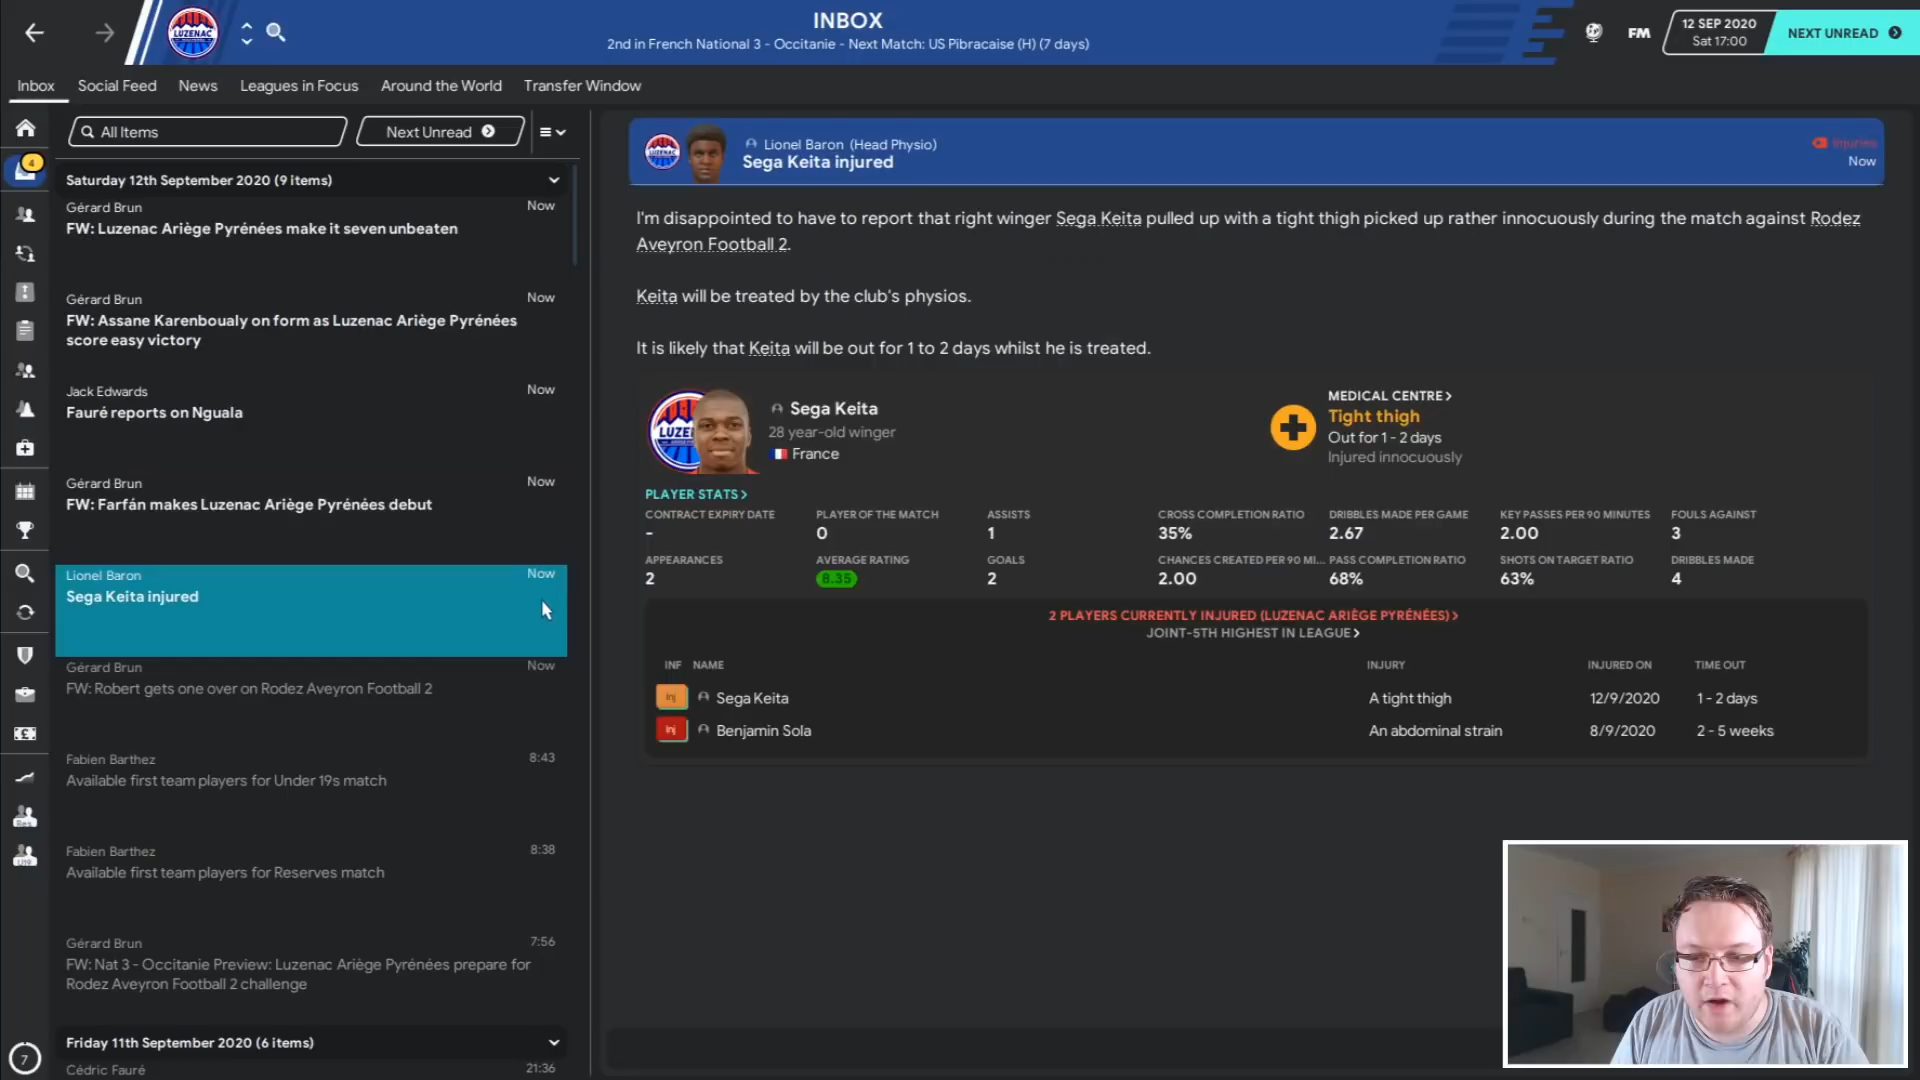 INBOX
2nd in French National 3 - Occitanie - Next Match: US Pibracaise (H) (7 days)
LUZENAC
FM
12 SEP 2020
Sat 17:00
NEXT UNREAD
Inbox
Social Feed
News
Leagues in Focus
Around the World
Transfer Window
All Items
Next Unread
4
Saturday 12th September 2020 (9 items)
Gérard Brun
Now
FW: Luzenac Ariège Pyrénées make it seven unbeaten
Gérard Brun
Now
FW: Assane Karenboualy on form as Luzenac Ariège Pyrénées
score easy victory
Jack Edwards
Now
Fauré reports on Nguala
Gérard Brun
Now
FW: Farfán makes Luzenac Ariège Pyrénées debut
Lionel Baron
Now
Sega Keita injured
Gérard Brun
Now
FW: Robert gets one over on Rodez Aveyron Football 2
Fabien Barthez
8:43
Available first team players for Under 19s match
Fabien Barthez
8:38
Available first team players for Reserves match
Gérard Brun
7:56
FW: Nat 3 - Occitanie Preview: Luzenac Ariège Pyrénées prepare for
Rodez Aveyron Football 2 challenge
Friday 11th September 2020 (6 items)
Cédric Fauré
21:36
7
Lionel Baron (Head Physio)
Sega Keita injured
Injuries
Now
I'm disappointed to have to report that right winger Sega Keita pulled up with a tight thigh picked up rather innocuously during the match against Rodez
Aveyron Football 2.
Keita will be treated by the club's physios.
It is likely that Keita will be out for 1 to 2 days whilst he is treated.
Sega Keita
28 year-old winger
France
MEDICAL CENTRE >
Tight thigh
Out for 1 - 2 days
Injured innocuously
PLAYER STATS >
CONTRACT EXPIRY DATE
-
PLAYER OF THE MATCH
0
ASSISTS
1
CROSS COMPLETION RATIO
35%
DRIBBLES MADE PER GAME
2.67
KEY PASSES PER 90 MINUTES
2.00
FOULS AGAINST
3
APPEARANCES
2
AVERAGE RATING
8.35
GOALS
2
CHANCES CREATED PER 90 MI...
2.00
PASS COMPLETION RATIO
68%
SHOTS ON TARGET RATIO
63%
DRIBBLES MADE
4
2 PLAYERS CURRENTLY INJURED (LUZENAC ARIÈGE PYRÉNÉES) >
JOINT-5TH HIGHEST IN LEAGUE >
INF NAME INJURY INJURED ON TIME OUT
Inj Sega Keita A tight thigh 12/9/2020 1 - 2 days
Inj Benjamin Sola An abdominal strain 8/9/2020 2 - 5 weeks